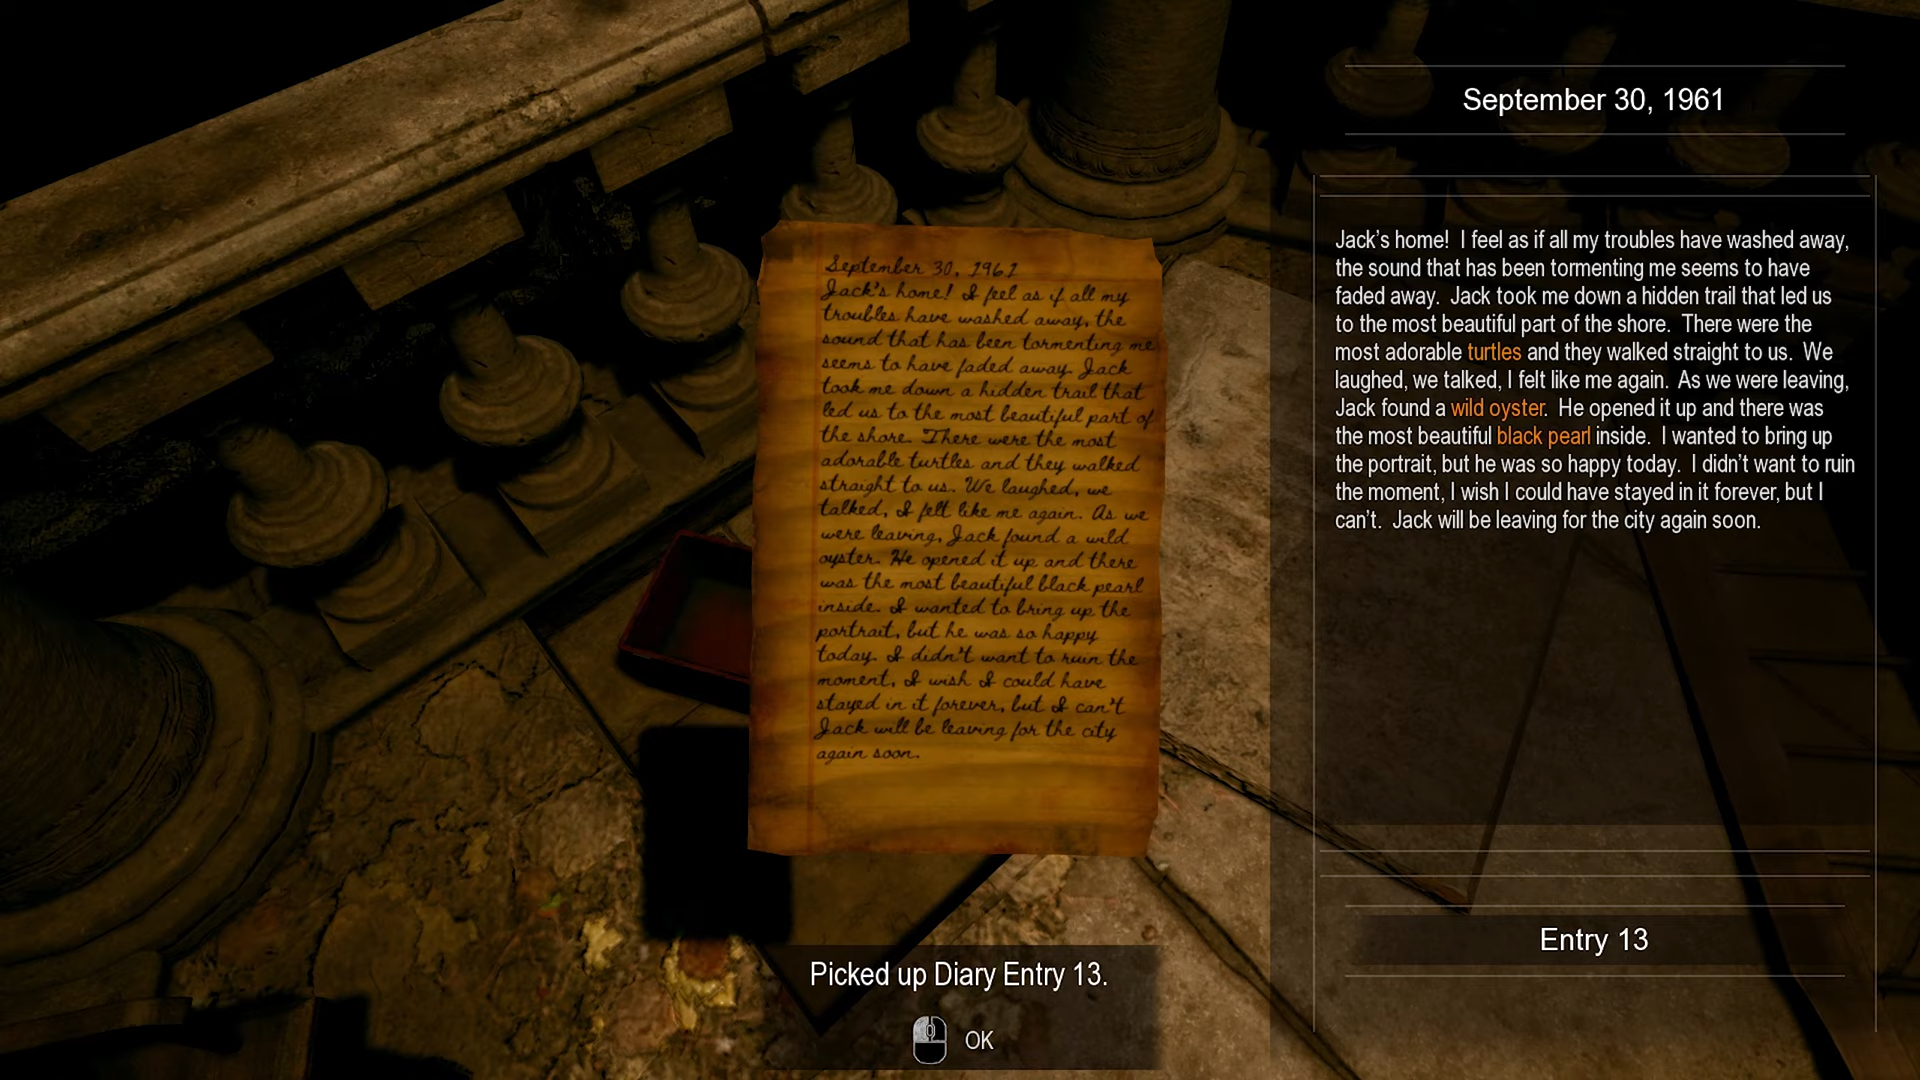 September 30, 1961
Jack's home! I feel as if all my
troubles have washed away, the
sound that has been tormenting me
seems to have faded away. Jack
took me down a hidden trail that
led us to the most beautiful part of
the shore. There were the most
adorable turtles and they walked
straight to us. We laughed, we
talked, I felt like me again. As we
were leaving, Jack found a wild
oyster. He opened it up and there
was the most beautiful black pearl
inside. I wanted to bring up the
portrait, but he was so happy
today. I didn't want to ruin the
moment, I wish I could have
stayed in it forever, but I can't
Jack will be leaving for the city
again soon.
September 30, 1961
Jack's home!  I feel as if all my troubles have washed away,
the sound that has been tormenting me seems to have
faded away.  Jack took me down a hidden trail that led us
to the most beautiful part of the shore.  There were the
most adorable turtles and they walked straight to us.  We
laughed, we talked, I felt like me again.  As we were leaving,
Jack found a wild oyster.  He opened it up and there was
the most beautiful black pearl inside.  I wanted to bring up
the portrait, but he was so happy today.  I didn't want to ruin
the moment, I wish I could have stayed in it forever, but I
can't.  Jack will be leaving for the city again soon.
Entry 13
Picked up Diary Entry 13.
OK